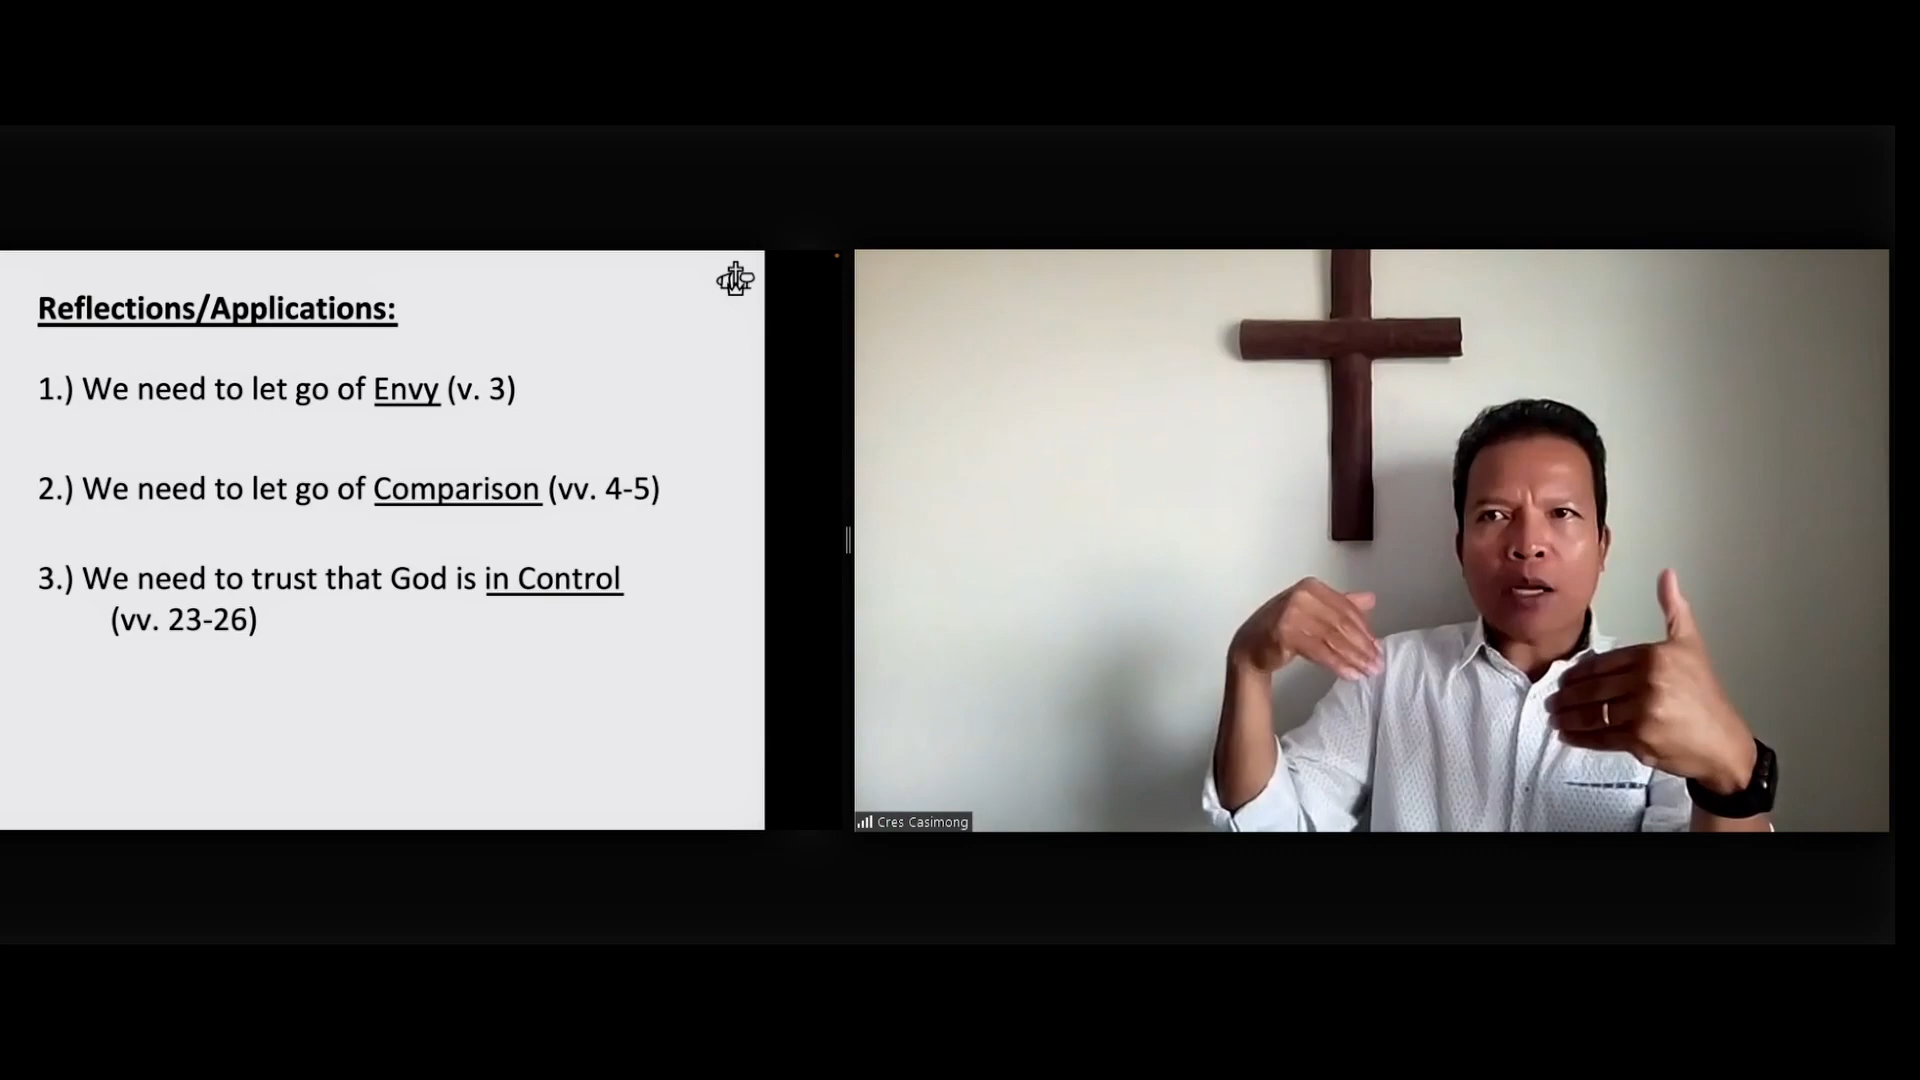 Reflections/Applications:
1.) We need to let go of Envy (v. 3)
2.) We need to let go of Comparison (vv. 4-5)
3.) We need to trust that God is in Control
(vv. 23-26)
Cres Casimong